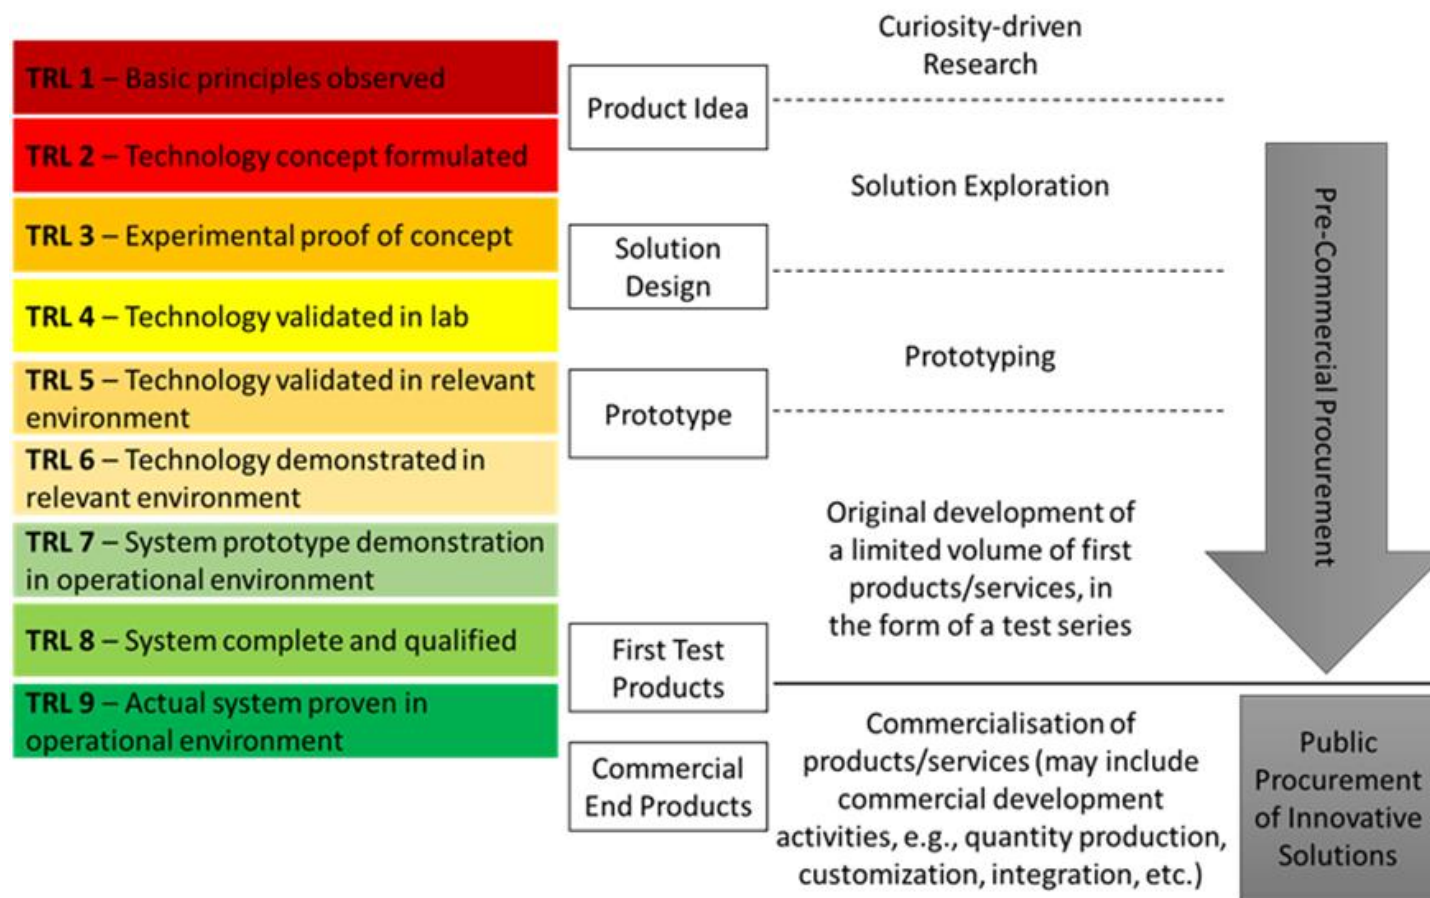 TRL 1 – Basic principles observed
TRL 2 – Technology concept formulated
TRL 3 – Experimental proof of concept
TRL 4 – Technology validated in lab
TRL 5 – Technology validated in relevant
environment
TRL 6 – Technology demonstrated in
relevant environment
TRL 7 – System prototype demonstration
in operational environment
TRL 8 – System complete and qualified
TRL 9 – Actual system proven in
operational environment
Product Idea
Solution
Design
Prototype
First Test
Products
Commercial
End Products
Curiosity-driven
Research
Solution Exploration
Prototyping
Original development of
a limited volume of first
products/services, in
the form of a test series
Commercialisation of
products/services (may include
commercial development
activities, e.g., quantity production,
customization, integration, etc.)
Pre-Commercial Procurement
Public
Procurement
of Innovative
Solutions